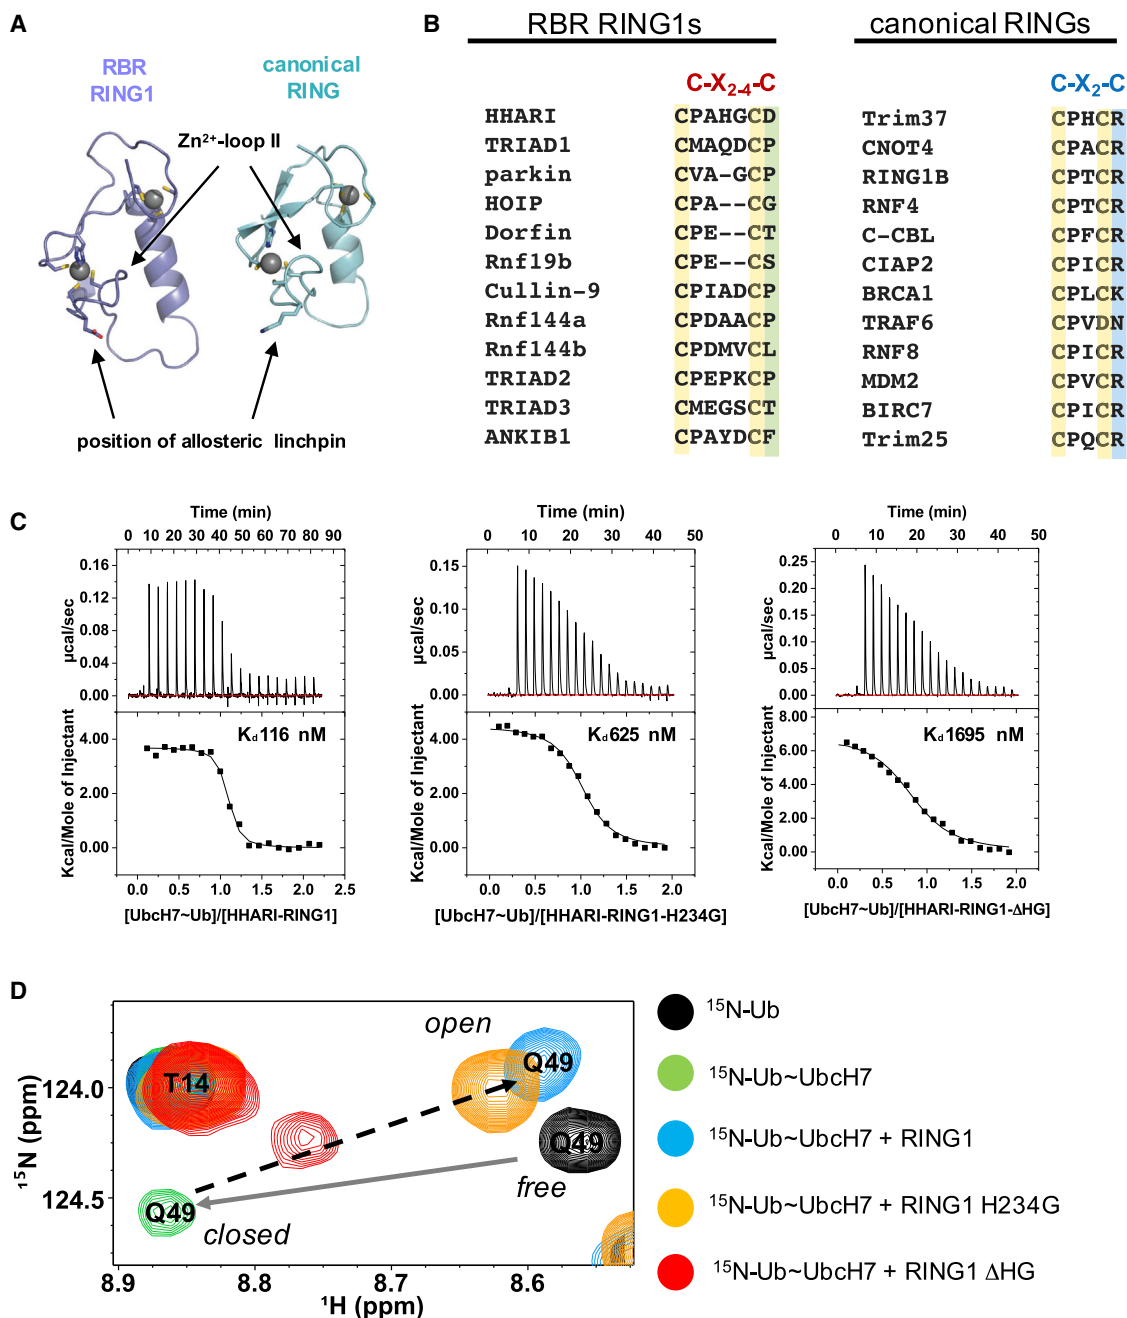 A
RBR
RING1
canonical
RING
Zn²⁺-loop II
position of allosteric linchpin
B
RBR RING1s
C-X₂₋₄-C
HHARI CPAHGCD
TRIAD1 CMAQDCP
parkin CVA-GCP
HOIP CPA--CG
Dorfin CPE--CT
Rnf19b CPE--CS
Cullin-9 CPIADCP
Rnf144a CPDAACP
Rnf144b CPDMVCL
TRIAD2 CPEPKCP
TRIAD3 CMEGSCT
ANKIB1 CPAYDCF
canonical RINGs
C-X₂-C
Trim37 CPHCR
CNOT4 CPACR
RING1B CPTCR
RNF4 CPTCR
C-CBL CPFCR
CIAP2 CPICR
BRCA1 CPLCK
TRAF6 CPVDN
RNF8 CPICR
MDM2 CPVCR
BIRC7 CPICR
Trim25 CPQCR
C
Time (min)
0 10 20 30 40 50 60 70 80 90
µcal/sec
0.16
0.12
0.08
0.04
0.00
Kcal/Mole of Injectant
4.00
2.00
0.00
K_d 116 nM
0.0 0.5 1.0 1.5 2.0 2.5
[UbcH7~Ub]/[HHARI-RING1]
Time (min)
0 10 20 30 40 50
µcal/sec
0.15
0.10
0.05
0.00
Kcal/Mole of Injectant
4.00
2.00
0.00
K_d 625 nM
0.0 0.5 1.0 1.5 2.0
[UbcH7~Ub]/[HHARI-RING1-H234G]
Time (min)
0 10 20 30 40 50
µcal/sec
0.25
0.20
0.15
0.10
0.05
0.00
Kcal/Mole of Injectant
8.00
6.00
4.00
2.00
0.00
K_d 1695 nM
0.0 0.5 1.0 1.5 2.0
[UbcH7~Ub]/[HHARI-RING1-ΔHG]
D
¹⁵N (ppm)
124.0
124.5
T14
open
Q49
Q49
free
Q49
closed
8.9 8.8 8.7 8.6
¹H (ppm)
¹⁵N-Ub
¹⁵N-Ub~UbcH7
¹⁵N-Ub~UbcH7 + RING1
¹⁵N-Ub~UbcH7 + RING1 H234G
¹⁵N-Ub~UbcH7 + RING1 ΔHG